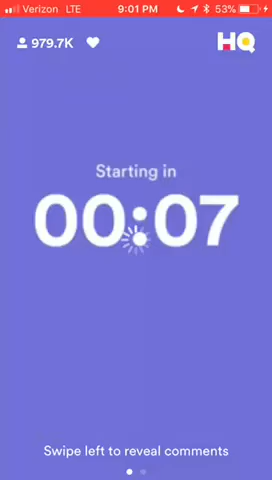 Verizon LTE 9:01 PM 53%
979.7K HQ
Starting in
00:07
Swipe left to reveal comments